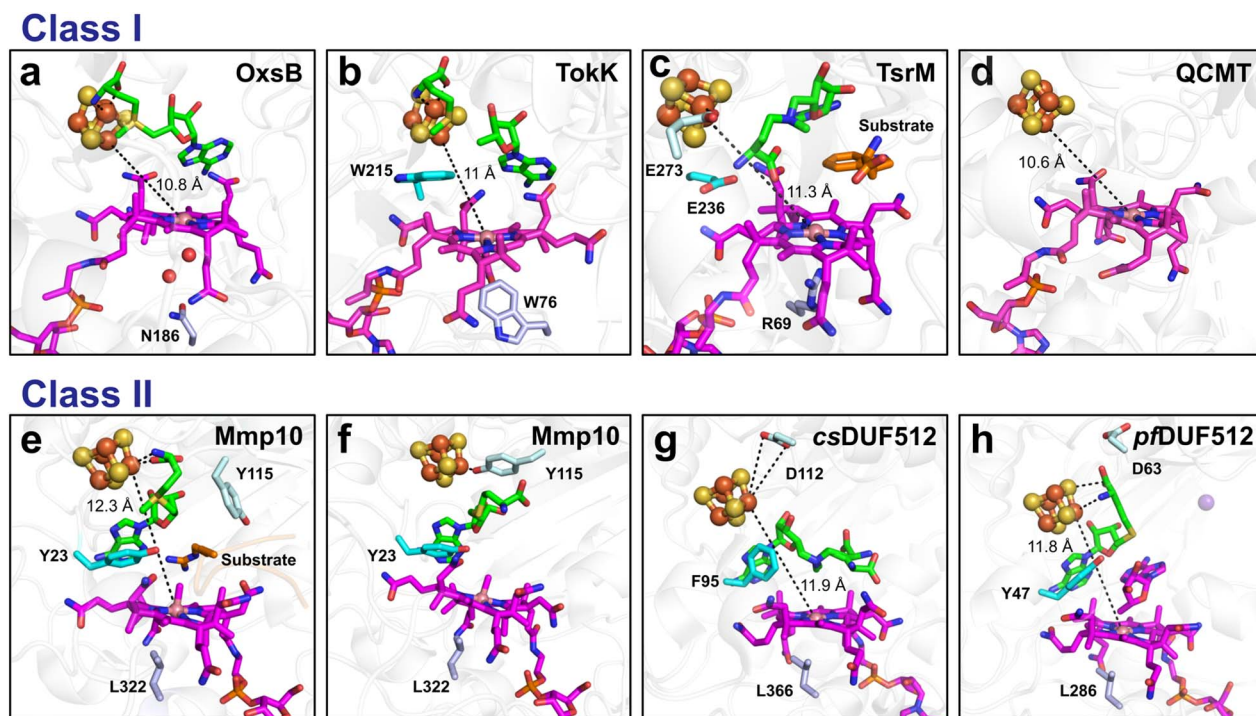 Class I
a OxsB
10.8 Å
N186
b TokK
W215
11 Å
W76
c TsrM
Substrate
E273
E236
11.3 Å
R69
d QCMT
10.6 Å
Class II
e Mmp10
Y115
12.3 Å
Y23
Substrate
L322
f Mmp10
Y115
Y23
L322
g csDUF512
D112
F95
11.9 Å
L366
h pfDUF512
D63
11.8 Å
Y47
L286